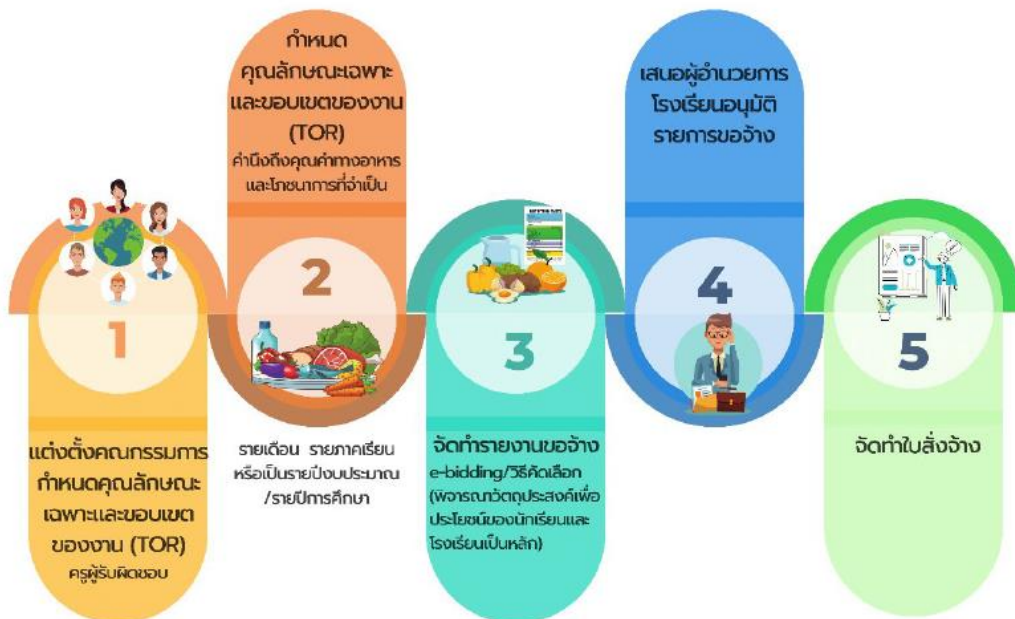 1
แต่งตั้งคณะกรรมการ
กำหนดคุณลักษณะ
เฉพาะและขอบเขต
ของงาน (TOR)
ครูผู้รับผิดชอบ
กำหนด
คุณลักษณะเฉพาะ
และขอบเขตของงาน
(TOR)
คำนึงถึงคุณค่าทางอาหาร
และโภชนาการที่จำเป็น
2
รายเดือน รายภาคเรียน
หรือเป็นรายปีงบประมาณ
/รายปีการศึกษา
3
จัดทำรายงานขอจ้าง
e-bidding/วิธีคัดเลือก
(พิจารณาวัตถุประสงค์เพื่อ
ประโยชน์ของนักเรียนและ
โรงเรียนเป็นหลัก)
เสนอผู้อำนวยการ
โรงเรียนอนุมัติ
รายการขอจ้าง
4
5
จัดทำใบสั่งจ้าง